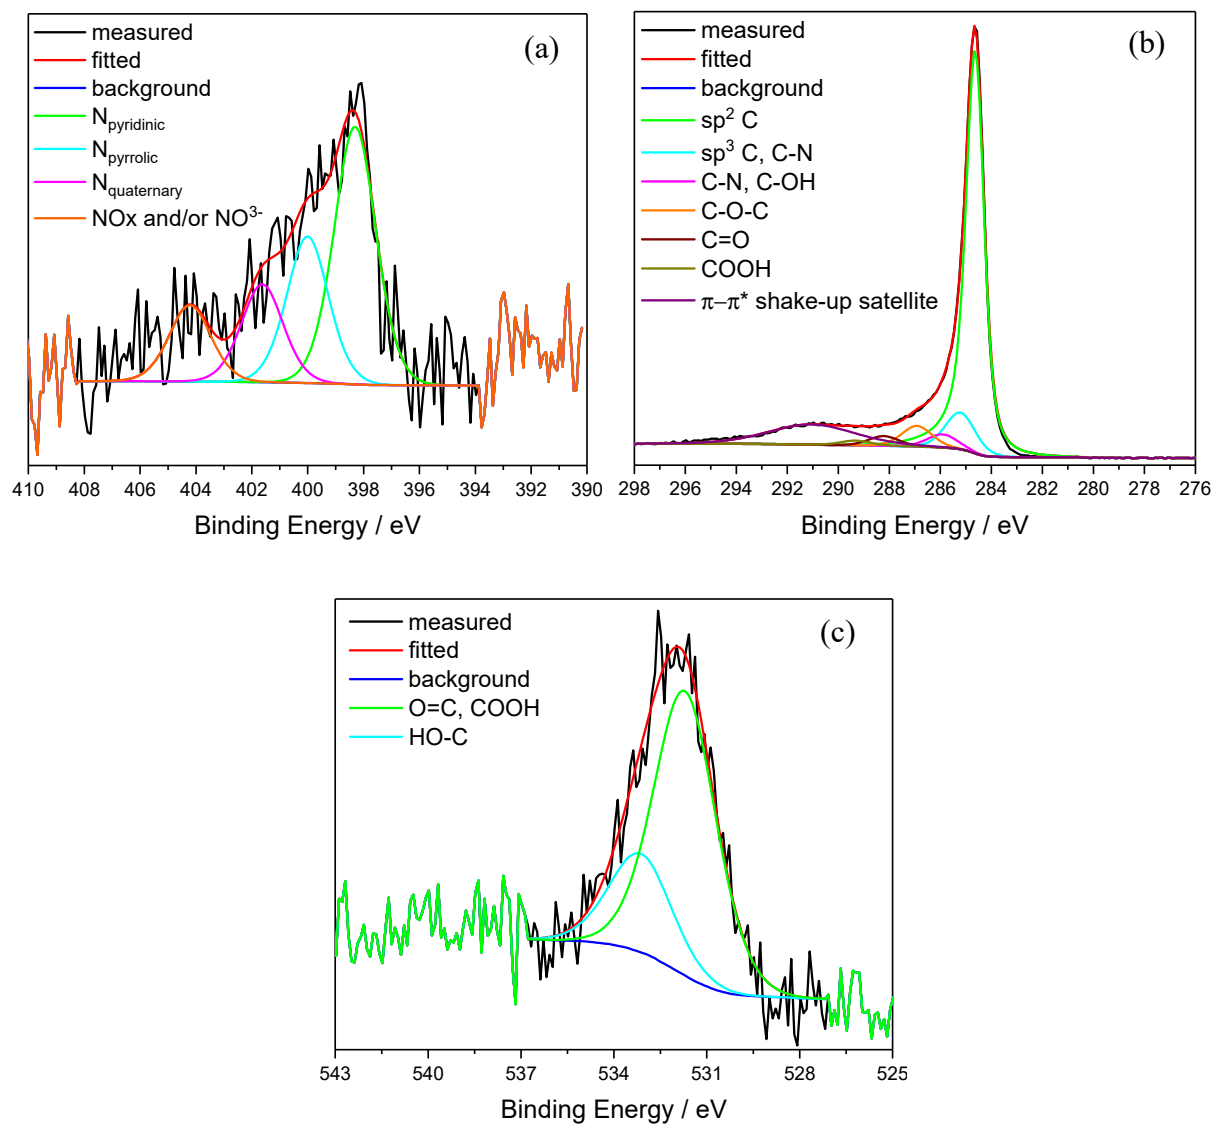 measured
fitted
background
N pyridinic
N pyrrolic
N quaternary
NOx and/or NO³⁻
(a)
410 408 406 404 402 400 398 396 394 392 390
Binding Energy / eV
measured
fitted
background
sp² C
sp³ C, C-N
C-N, C-OH
C-O-C
C=O
COOH
π–π* shake-up satellite
(b)
298 296 294 292 290 288 286 284 282 280 278 276
Binding Energy / eV
measured
fitted
background
O=C, COOH
HO-C
(c)
543 540 537 534 531 528 525
Binding Energy / eV